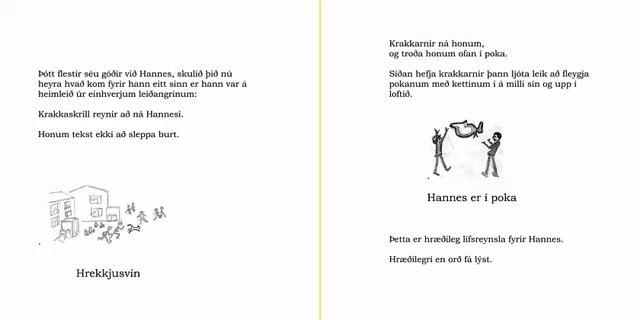 Þótt flestir séu góðir við Hannes, skulið þið nú
heyra hvað kom fyrir hann eitt sinn er hann var á
heimleið úr einhverjum leiðangrinum:
Krakkaskríll reynir að ná Hannesi.
Honum tekst ekki að sleppa burt.
Hrekkjusvín
Krakkarnir ná honum,
og troða honum ofan í poka.
Síðan hefja krakkarnir þann ljóta leik að fleygja
pokanum með kettinum í á milli sín og upp í
loftið.
Hannes er í poka
Þetta er hræðileg lífsreynsla fyrir Hannes.
Hræðilegri en orð fá lýst.